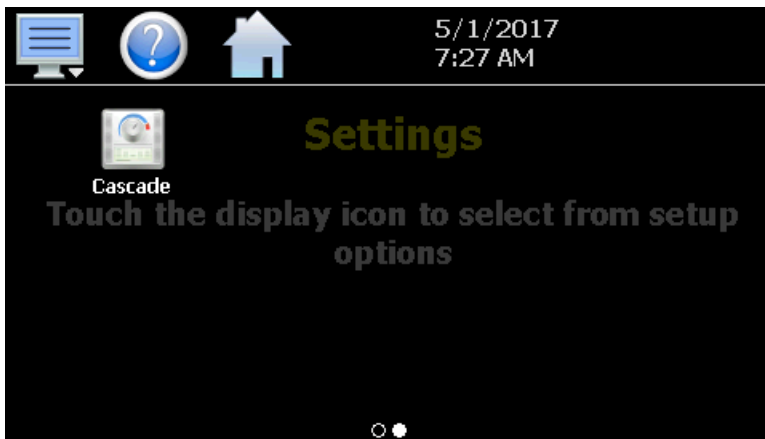 5/1/2017
7:27 AM
Settings
Cascade
Touch the display icon to select from setup
options